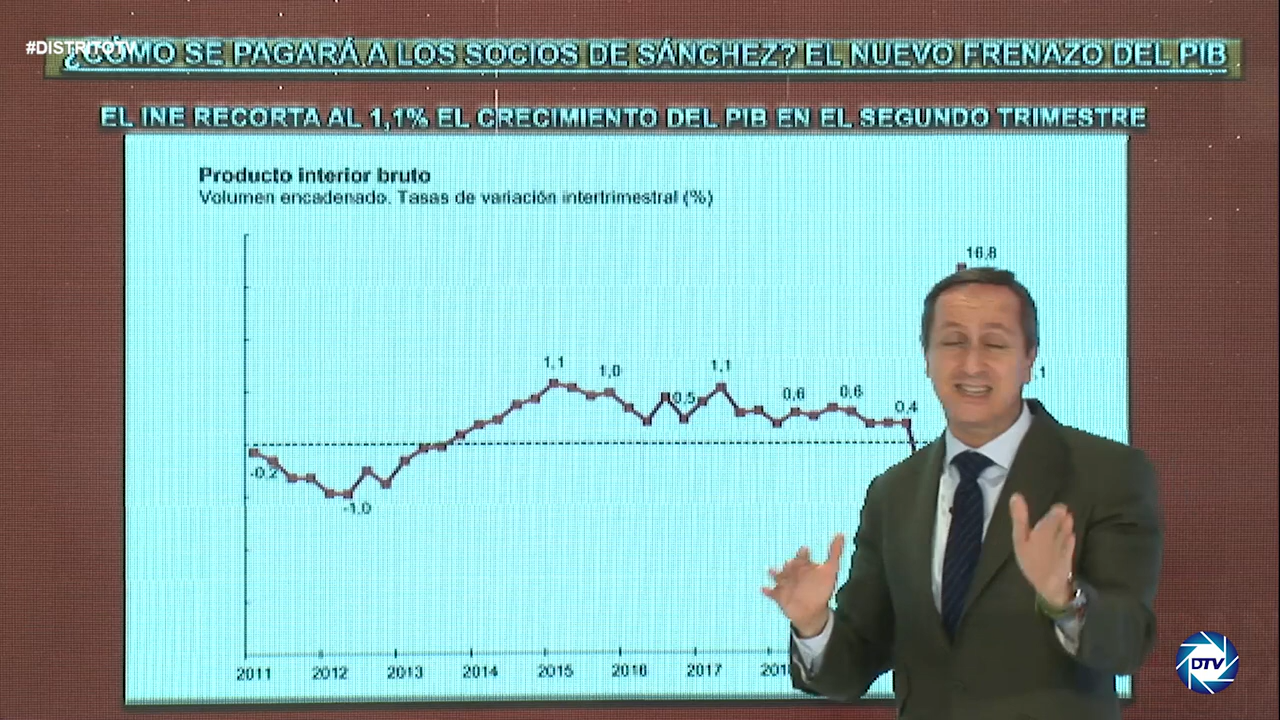 #DISTRITOTV
¿CÓMO SE PAGARÁ A LOS SOCIOS DE SÁNCHEZ? EL NUEVO FRENAZO DEL PIB
EL INE RECORTA AL 1,1% EL CRECIMIENTO DEL PIB EN EL SEGUNDO TRIMESTRE
Producto interior bruto
Volumen encadenado. Tasas de variación intertrimestral (%)
16,8
1,1
1,0
0,5
1,1
0,6
0,6
0,4
,1
-0,2
-1,0
2011 2012 2013 2014 2015 2016 2017
DTV